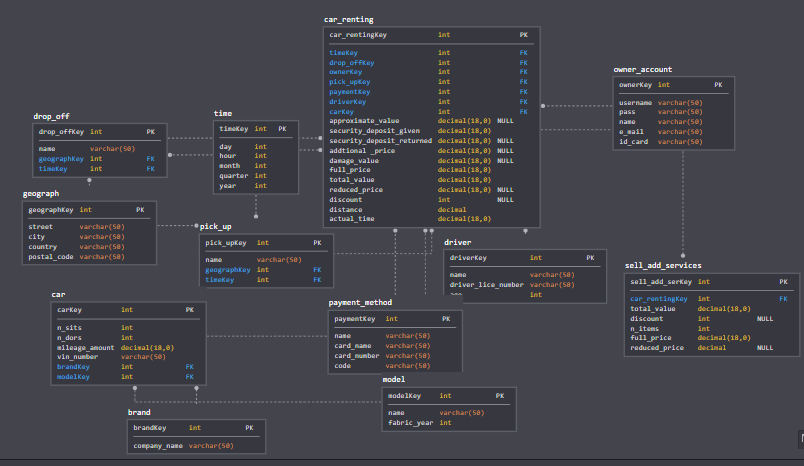 car_renting
car_rentingKey int PK
timeKey int FK
drop_offKey int FK
ownerKey int FK
pick_upKey int FK
paymentKey int FK
driverKey int FK
carKey int FK
approximate_value decimal(18,0) NULL
security_deposit_given decimal(18,0)
security_deposit_returned decimal(18,0) NULL
addtional _price decimal(18,0) NULL
damage_value decimal(18,0) NULL
full_price decimal(18,0)
total_value decimal(18,0)
reduced_price decimal(18,0) NULL
discount int NULL
distance decimal
actual_time decimal(18,0)
owner_account
ownerKey int PK
username varchar(50)
pass varchar(50)
name varchar(50)
e_mail varchar(50)
id_card varchar(50)
drop_off
drop_offKey int PK
name varchar(50)
geographKey int FK
timeKey int FK
time
timeKey int PK
day int
hour int
month int
quarter int
year int
geograph
geographKey int PK
street varchar(50)
city varchar(50)
country varchar(50)
postal_code varchar(50)
pick_up
pick_upKey int PK
name varchar(50)
geographKey int FK
timeKey int FK
driver
driverKey int PK
name varchar(50)
driver_lice_number varchar(50)
int
sell_add_services
sell_add_serKey int PK
car_rentingKey int FK
total_value decimal(18,0)
discount int NULL
n_items int
full_price decimal(18,0)
reduced_price decimal NULL
car
carKey int PK
n_sits int
n_dors int
mileage_amount decimal(18,0)
vin_number varchar(50)
brandKey int FK
modelKey int FK
payment_method
paymentKey int PK
name varchar(50)
card_name varchar(50)
card_number varchar(50)
code varchar(50)
model
modelKey int PK
name varchar(50)
fabric_year int
brand
brandKey int PK
company_name varchar(50)